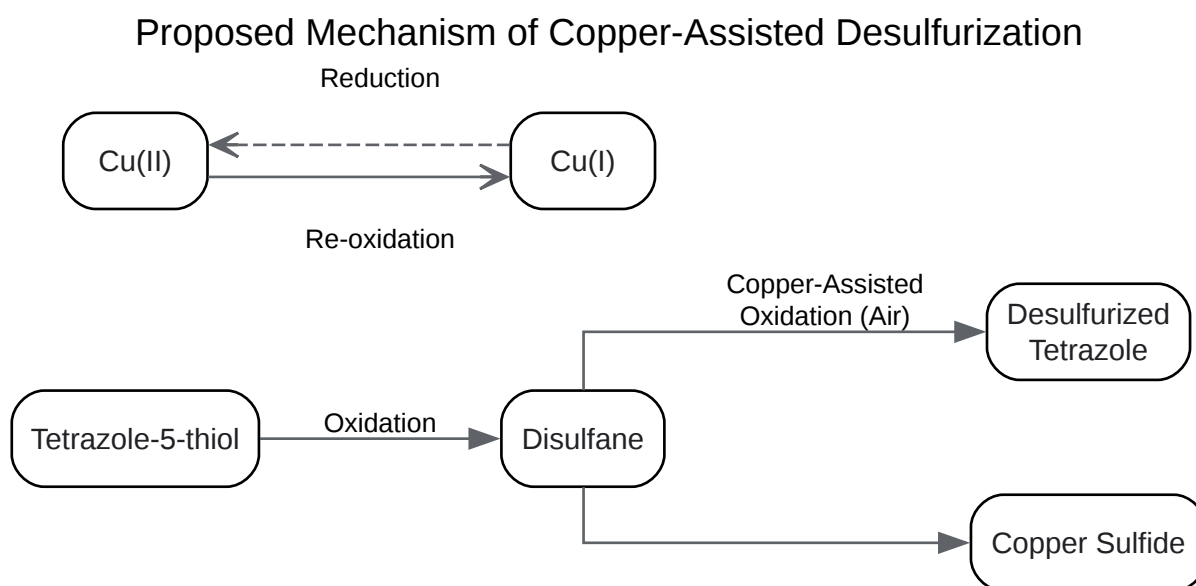 Proposed Mechanism of Copper-Assisted Desulfurization
Reduction
Cu(II)
Cu(I)
Re-oxidation
Copper-Assisted
Oxidation (Air)
Desulfurized
Tetrazole
Tetrazole-5-thiol
Oxidation
Disulfane
Copper Sulfide